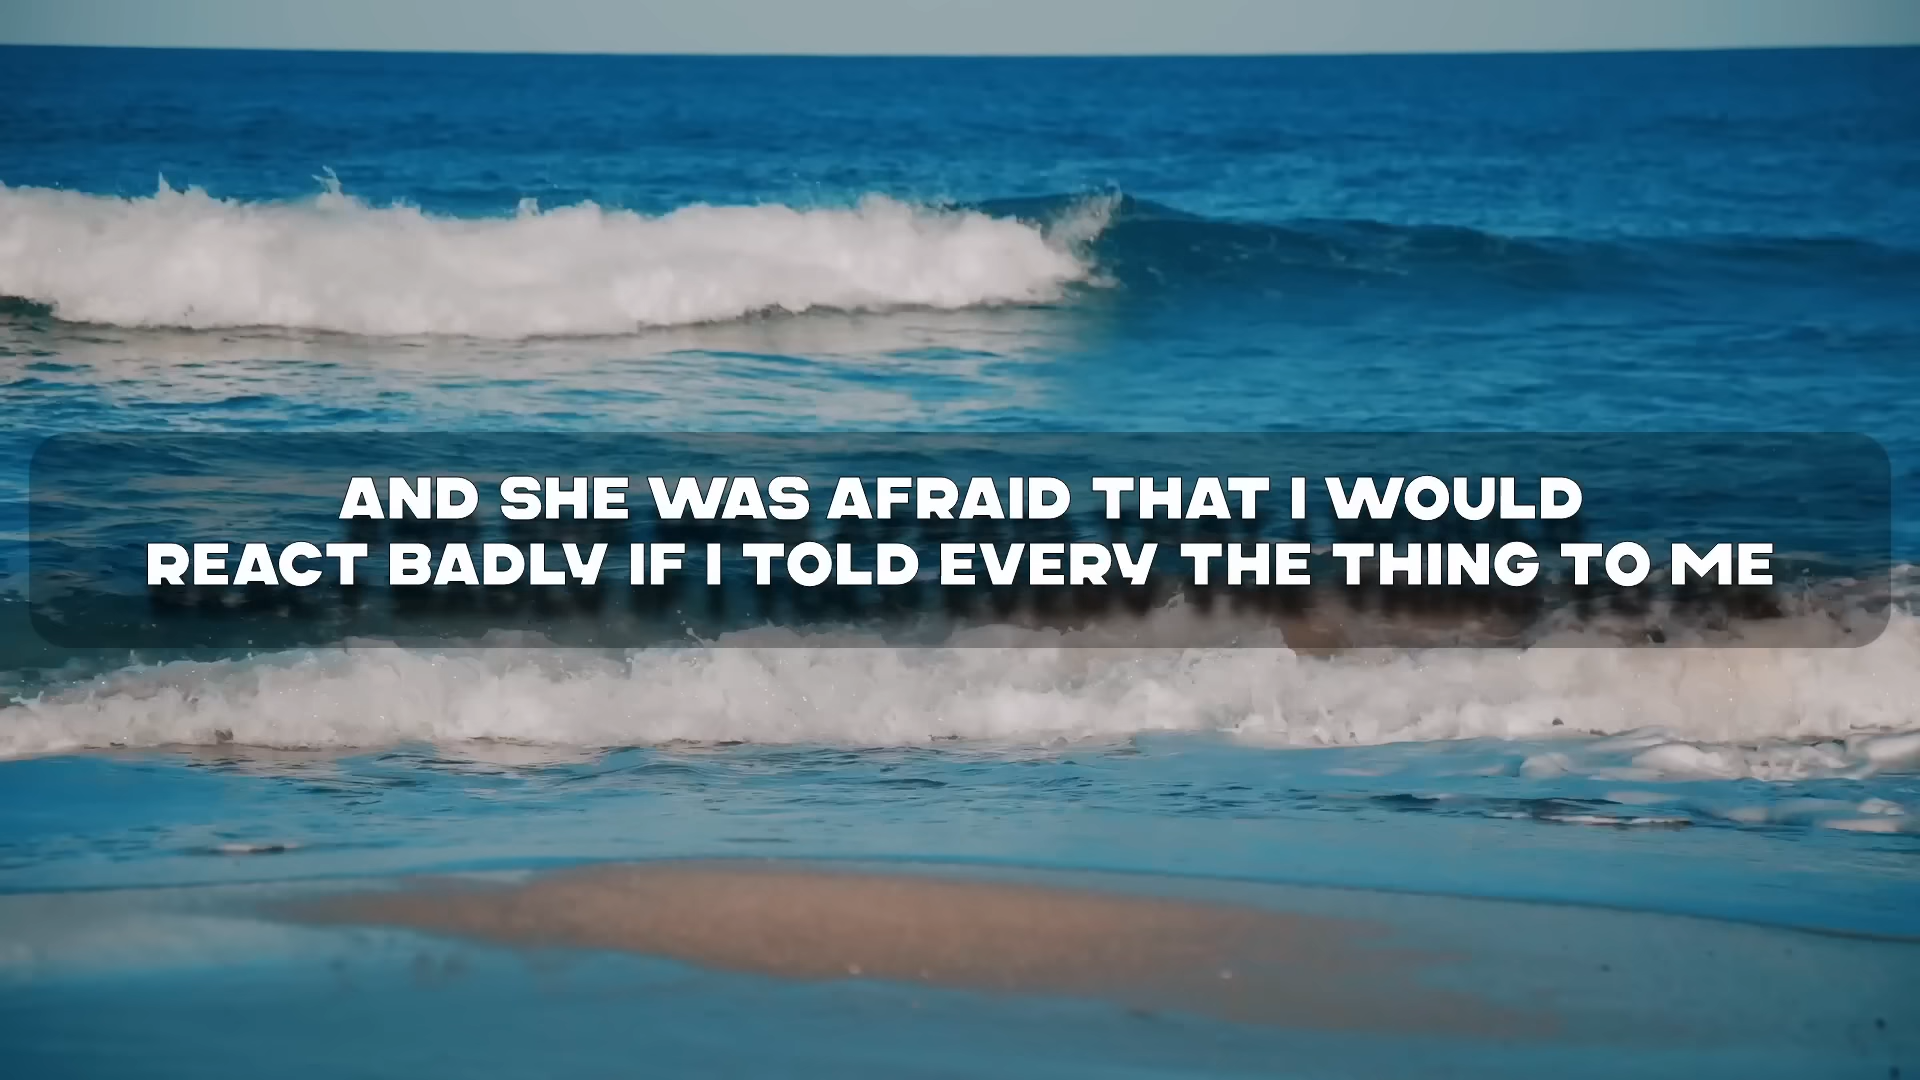 AND SHE WAS AFRAID THAT I WOULD
REACT BADLY IF I TOLD EVERY THE THING TO ME